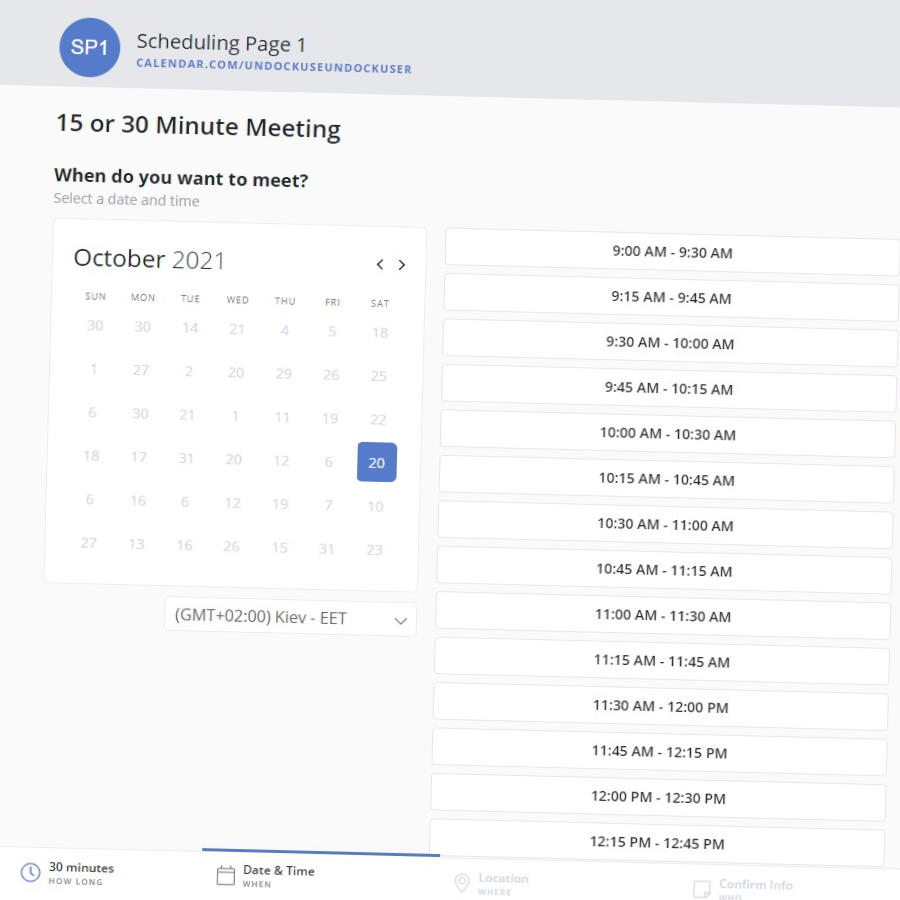 SP1
Scheduling Page 1
CALENDAR.COM/UNDOCKUSEUNDOCKUSER
15 or 30 Minute Meeting
When do you want to meet?
Select a date and time
October 2021
SUN MON TUE WED THU FRI SAT
30 30 14 21 4 5 18
1 27 2 20 29 26 25
6 30 21 1 11 19 22
18 17 31 20 12 6 20
6 16 6 12 19 7 10
27 13 16 26 15 31 23
(GMT+02:00) Kiev - EET
9:00 AM - 9:30 AM
9:15 AM - 9:45 AM
9:30 AM - 10:00 AM
9:45 AM - 10:15 AM
10:00 AM - 10:30 AM
10:15 AM - 10:45 AM
10:30 AM - 11:00 AM
10:45 AM - 11:15 AM
11:00 AM - 11:30 AM
11:15 AM - 11:45 AM
11:30 AM - 12:00 PM
11:45 AM - 12:15 PM
12:00 PM - 12:30 PM
12:15 PM - 12:45 PM
30 minutes
HOW LONG
Date & Time
WHEN
Location
WHERE
Confirm Info
WHO